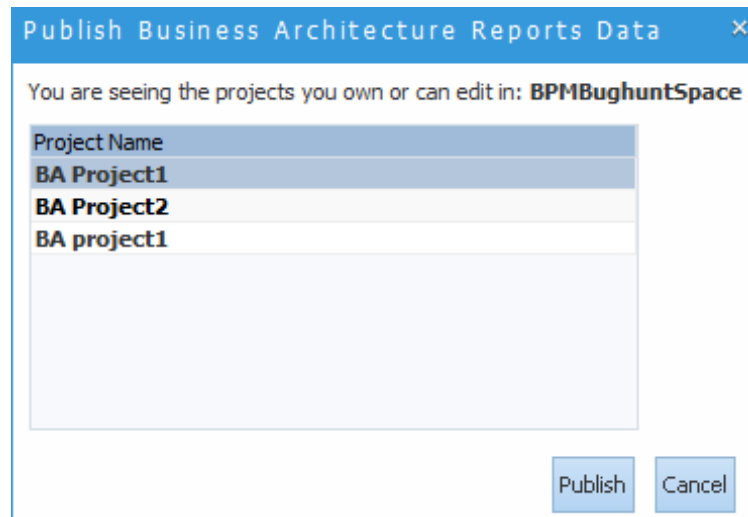 Publish Business Architecture Reports Data
You are seeing the projects you own or can edit in: BPMBughuntSpace
Project Name
BA Project1
BA Project2
BA project1
Publish Cancel